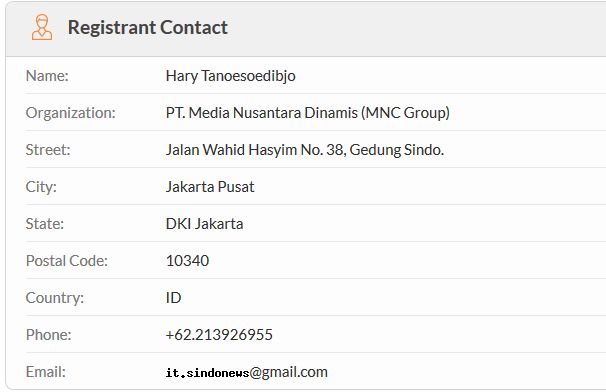 Registrant Contact
Name: Hary Tanoesoedibjo
Organization: PT. Media Nusantara Dinamis (MNC Group)
Street: Jalan Wahid Hasyim No. 38, Gedung Sindo.
City: Jakarta Pusat
State: DKI Jakarta
Postal Code: 10340
Country: ID
Phone: +62.213926955
Email: it.sindonews@gmail.com